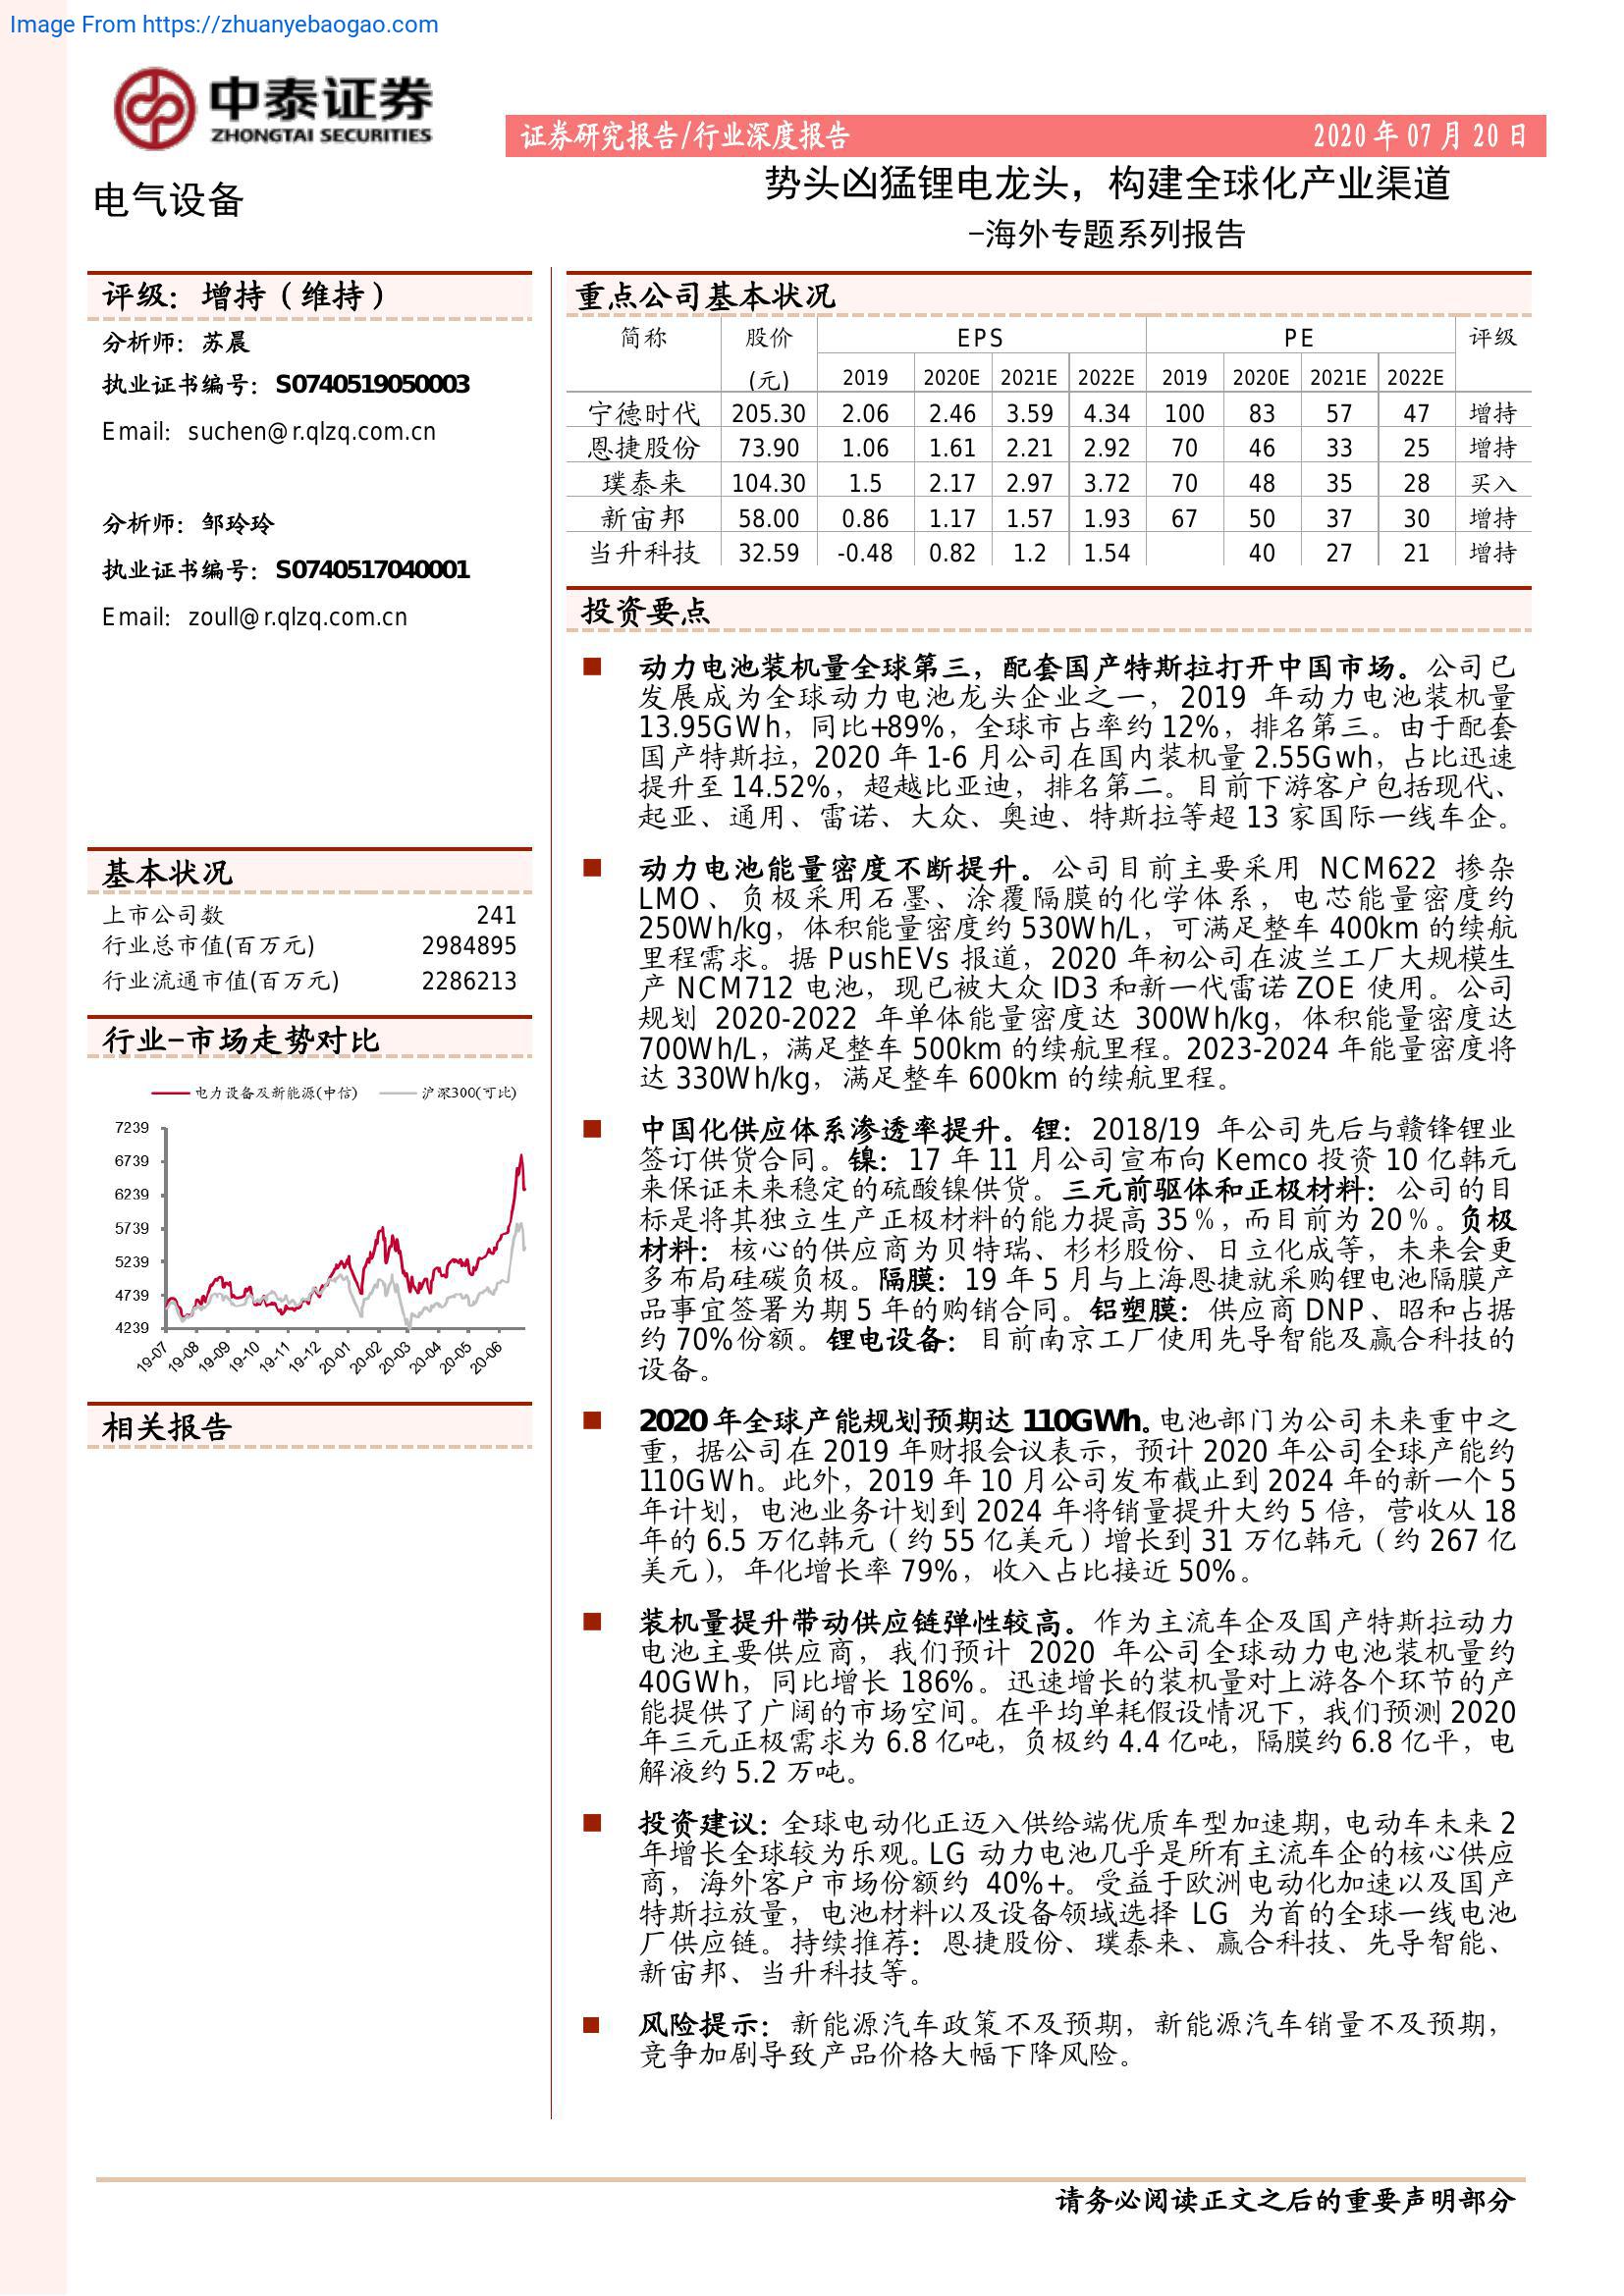 Image From https://zhuanyebaogao.com
中泰证券
ZHONGTAI SECURITIES
证券研究报告/行业深度报告 2020 年 07 月 20 日
电气设备
势头凶猛锂电龙头，构建全球化产业渠道
-海外专题系列报告
评级：增持（维持）
分析师：苏晨
执业证书编号：S0740519050003
Email：suchen@r.qlzq.com.cn
分析师：邹玲玲
执业证书编号：S0740517040001
Email：zoull@r.qlzq.com.cn
基本状况
上市公司数 241
行业总市值(百万元) 2984895
行业流通市值(百万元) 2286213
行业-市场走势对比
电力设备及新能源(中信) 沪深300(可比)
7239
6739
6239
5739
5239
4739
4239
19-07 19-08 19-09 19-10 19-11 19-12 20-01 20-02 20-03 20-04 20-05 20-06
相关报告
重点公司基本状况
简称 股价 EPS PE 评级
(元) 2019 2020E 2021E 2022E 2019 2020E 2021E 2022E
宁德时代 205.30 2.06 2.46 3.59 4.34 100 83 57 47 增持
恩捷股份 73.90 1.06 1.61 2.21 2.92 70 46 33 25 增持
璞泰来 104.30 1.5 2.17 2.97 3.72 70 48 35 28 买入
新宙邦 58.00 0.86 1.17 1.57 1.93 67 50 37 30 增持
当升科技 32.59 -0.48 0.82 1.2 1.54 40 27 21 增持
投资要点
■ 动力电池装机量全球第三，配套国产特斯拉打开中国市场。公司已
发展成为全球动力电池龙头企业之一，2019 年动力电池装机量
13.95GWh，同比+89%，全球市占率约 12%，排名第三。由于配套
国产特斯拉，2020 年 1-6 月公司在国内装机量 2.55Gwh，占比迅速
提升至 14.52%，超越比亚迪，排名第二。目前下游客户包括现代、
起亚、通用、雷诺、大众、奥迪、特斯拉等超 13 家国际一线车企。
■ 动力电池能量密度不断提升。公司目前主要采用 NCM622 掺杂
LMO、负极采用石墨、涂覆隔膜的化学体系，电芯能量密度约
250Wh/kg，体积能量密度约 530Wh/L，可满足整车 400km 的续航
里程需求。据 PushEVs 报道，2020 年初公司在波兰工厂大规模生
产 NCM712 电池，现已被大众 ID3 和新一代雷诺 ZOE 使用。公司
规划 2020-2022 年单体能量密度达 300Wh/kg，体积能量密度达
700Wh/L，满足整车 500km 的续航里程。2023-2024 年能量密度将
达 330Wh/kg，满足整车 600km 的续航里程。
■ 中国化供应体系渗透率提升。锂：2018/19 年公司先后与赣锋锂业
签订供货合同。镍：17 年 11 月公司宣布向 Kemco 投资 10 亿韩元
来保证未来稳定的硫酸镍供货。三元前驱体和正极材料：公司的目
标是将其独立生产正极材料的能力提高 35％，而目前为 20％。负极
材料：核心的供应商为贝特瑞、杉杉股份、日立化成等，未来会更
多布局硅碳负极。隔膜：19 年 5 月与上海恩捷就采购锂电池隔膜产
品事宜签署为期 5 年的购销合同。铝塑膜：供应商 DNP、昭和占据
约 70%份额。锂电设备：目前南京工厂使用先导智能及赢合科技的
设备。
■ 2020 年全球产能规划预期达 110GWh。电池部门为公司未来重中之
重，据公司在 2019 年财报会议表示，预计 2020 年公司全球产能约
110GWh。此外，2019 年 10 月公司发布截止到 2024 年的新一个 5
年计划，电池业务计划到 2024 年将销量提升大约 5 倍，营收从 18
年的 6.5 万亿韩元（约 55 亿美元）增长到 31 万亿韩元（约 267 亿
美元），年化增长率 79%，收入占比接近 50%。
■ 装机量提升带动供应链弹性较高。作为主流车企及国产特斯拉动力
电池主要供应商，我们预计 2020 年公司全球动力电池装机量约
40GWh，同比增长 186%。迅速增长的装机量对上游各个环节的产
能提供了广阔的市场空间。在平均单耗假设情况下，我们预测 2020
年三元正极需求为 6.8 亿吨，负极约 4.4 亿吨，隔膜约 6.8 亿平，电
解液约 5.2 万吨。
■ 投资建议：全球电动化正迈入供给端优质车型加速期，电动车未来 2
年增长全球较为乐观。LG 动力电池几乎是所有主流车企的核心供应
商，海外客户市场份额约 40%+。受益于欧洲电动化加速以及国产
特斯拉放量，电池材料以及设备领域选择 LG 为首的全球一线电池
厂供应链。持续推荐：恩捷股份、璞泰来、赢合科技、先导智能、
新宙邦、当升科技等。
■ 风险提示：新能源汽车政策不及预期，新能源汽车销量不及预期，
竞争加剧导致产品价格大幅下降风险。
请务必阅读正文之后的重要声明部分